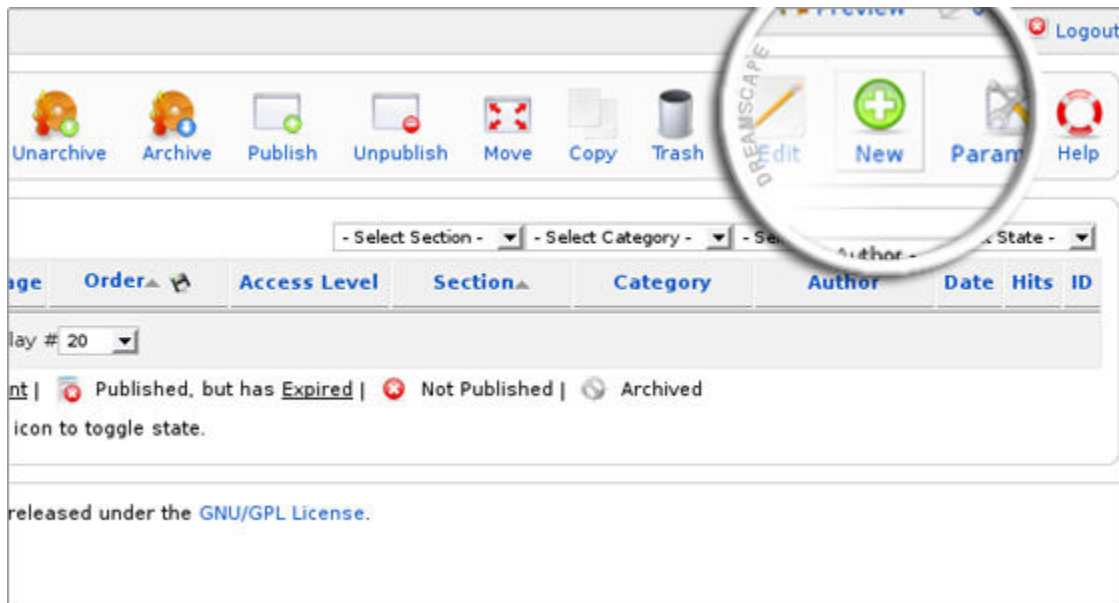 Preview
Logout
DREAMSCAPE
Unarchive Archive Publish Unpublish Move Copy Trash Edit New Param Help
- Select Section - - Select Category - Author - State -
Order Access Level Section Category Author Date Hits ID
# 20
| Published, but has Expired | Not Published | Archived
icon to toggle state.
released under the GNU/GPL License.